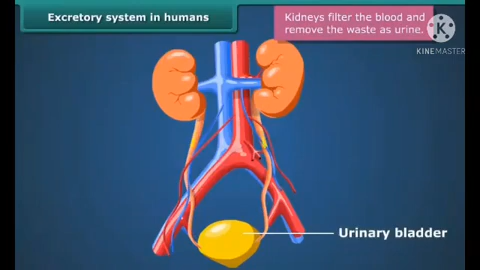 Excretory system in humans
Kidneys filter the blood and
remove the waste as urine.
KINEMASTER
Urinary bladder